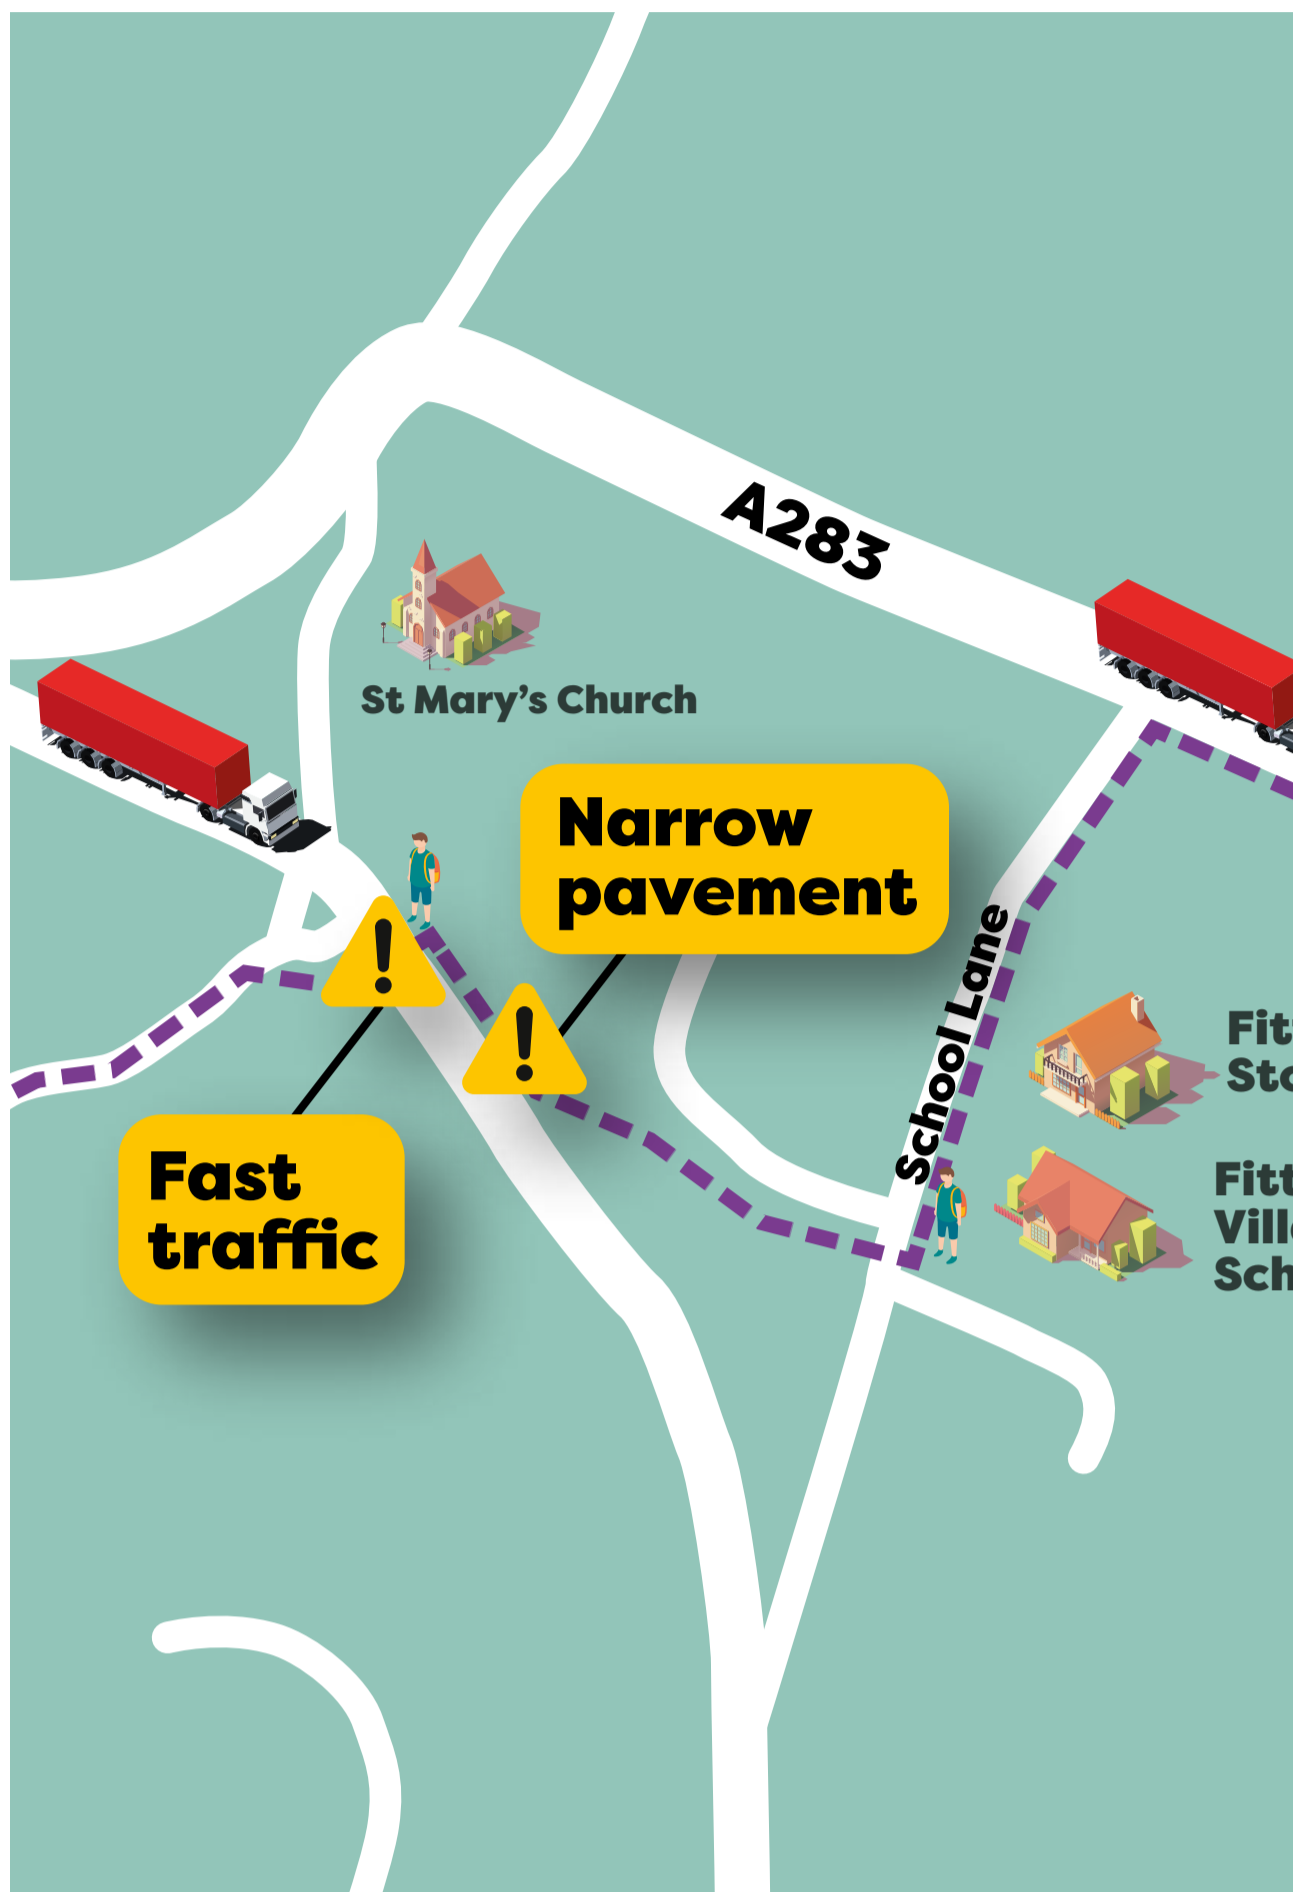 A283
St Mary’s Church
Narrow
pavement
School Lane
Fast
traffic